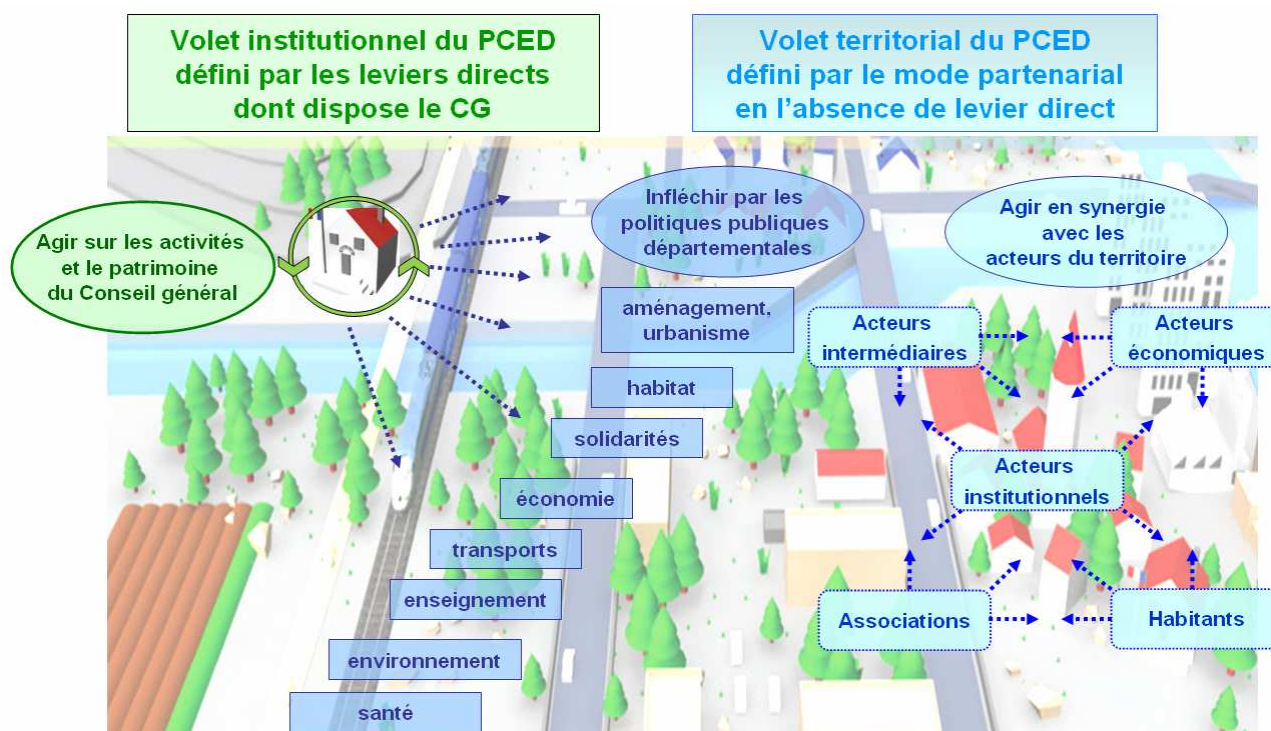 Volet institutionnel du PCED
défini par les leviers directs
dont dispose le CG
Volet territorial du PCED
défini par le mode partenarial
en l'absence de levier direct
Agir sur les activités
et le patrimoine
du Conseil général
Infléchir par les
politiques publiques
départementales
Agir en synergie
avec les
acteurs du territoire
aménagement,
urbanisme
habitat
solidarités
économie
transports
enseignement
environnement
santé
Acteurs
intermédiaires
Acteurs
économiques
Acteurs
institutionnels
Associations
Habitants